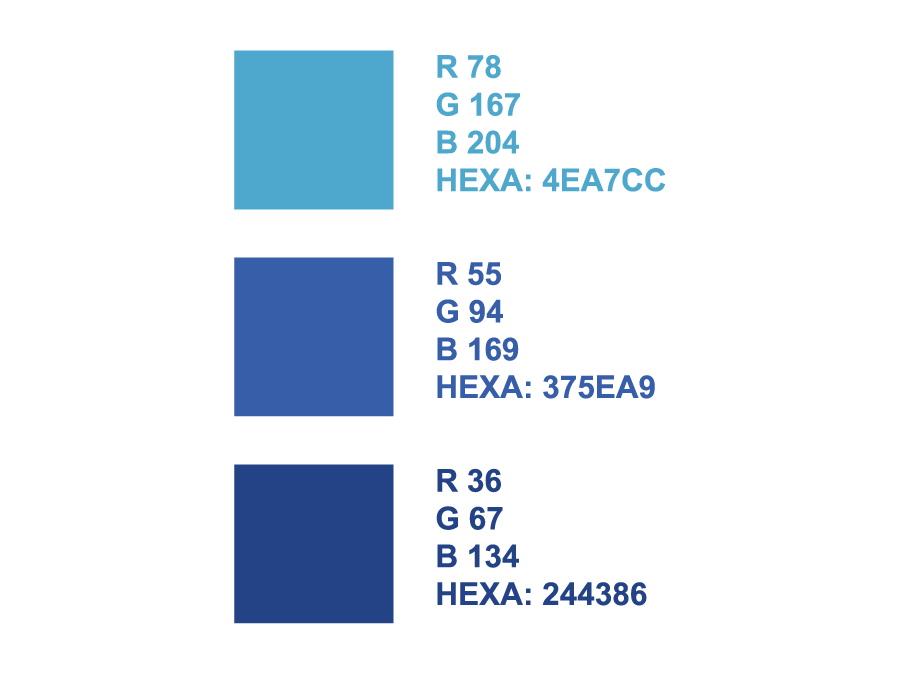 R 78
G 167
B 204
HEXA: 4EA7CC
R 55
G 94
B 169
HEXA: 375EA9
R 36
G 67
B 134
HEXA: 244386